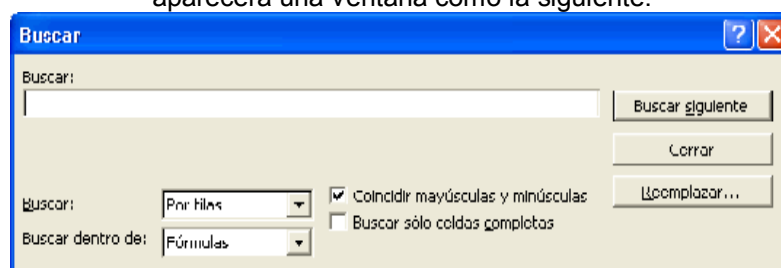 aparecerá una ventana como la siguiente:
Buscar
Buscar:
Buscar siguiente
Cerrar
Buscar:
Por filas
Coincidir mayúsculas y minúsculas
Reemplazar...
Buscar dentro de:
Fórmulas
Buscar sólo celdas completas